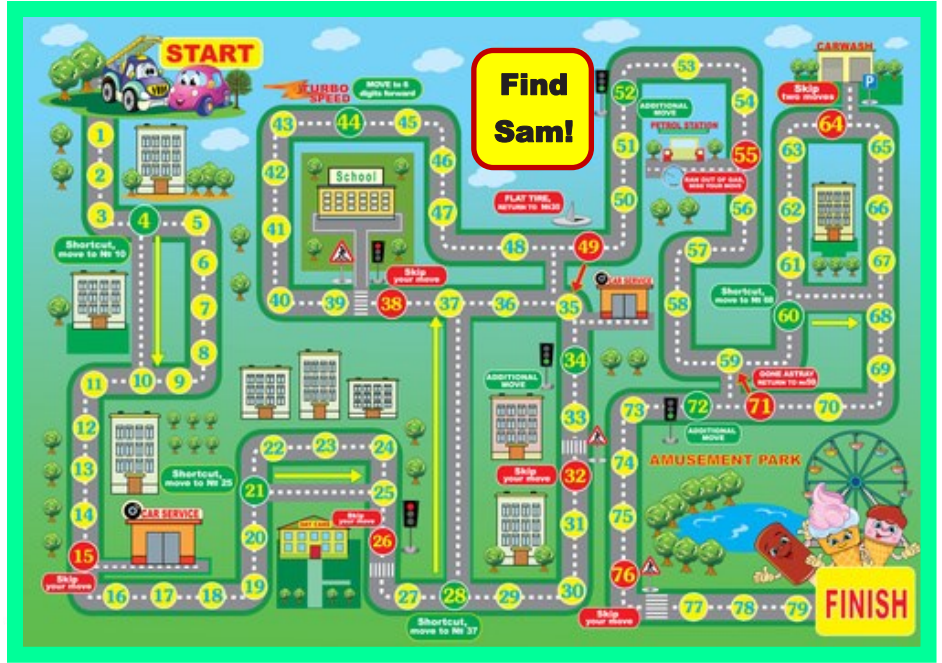 START
Find
Sam!
CARWASH
P
Skip
two moves
TURBO
SPEED
MOVE to 6
digits forward
ADDITIONAL
MOVE
PETROL STATION
RAN OUT OF GAS,
MISS YOUR MOVE
School
FLAT TIRE,
RETURN TO №35
Skip
your move
CAR SERVICE
Shortcut,
move to № 10
Shortcut,
move to № 68
GONE ASTRAY
RETURN TO №59
ADDITIONAL
MOVE
ADDITIONAL
MOVE
AMUSEMENT PARK
Shortcut,
move to № 25
Skip
your move
CAR SERVICE
DAY CARE
Skip
your move
Skip
your move
Shortcut,
move to № 37
Skip
your move
FINISH
1
2
3
4
5
6
7
8
9
10
11
12
13
14
15
16
17
18
19
20
21
22
23
24
25
26
27
28
29
30
31
32
33
34
35
36
37
38
39
40
41
42
43
44
45
46
47
48
49
50
51
52
53
54
55
56
57
58
59
60
61
62
63
64
65
66
67
68
69
70
71
72
73
74
75
76
77
78
79